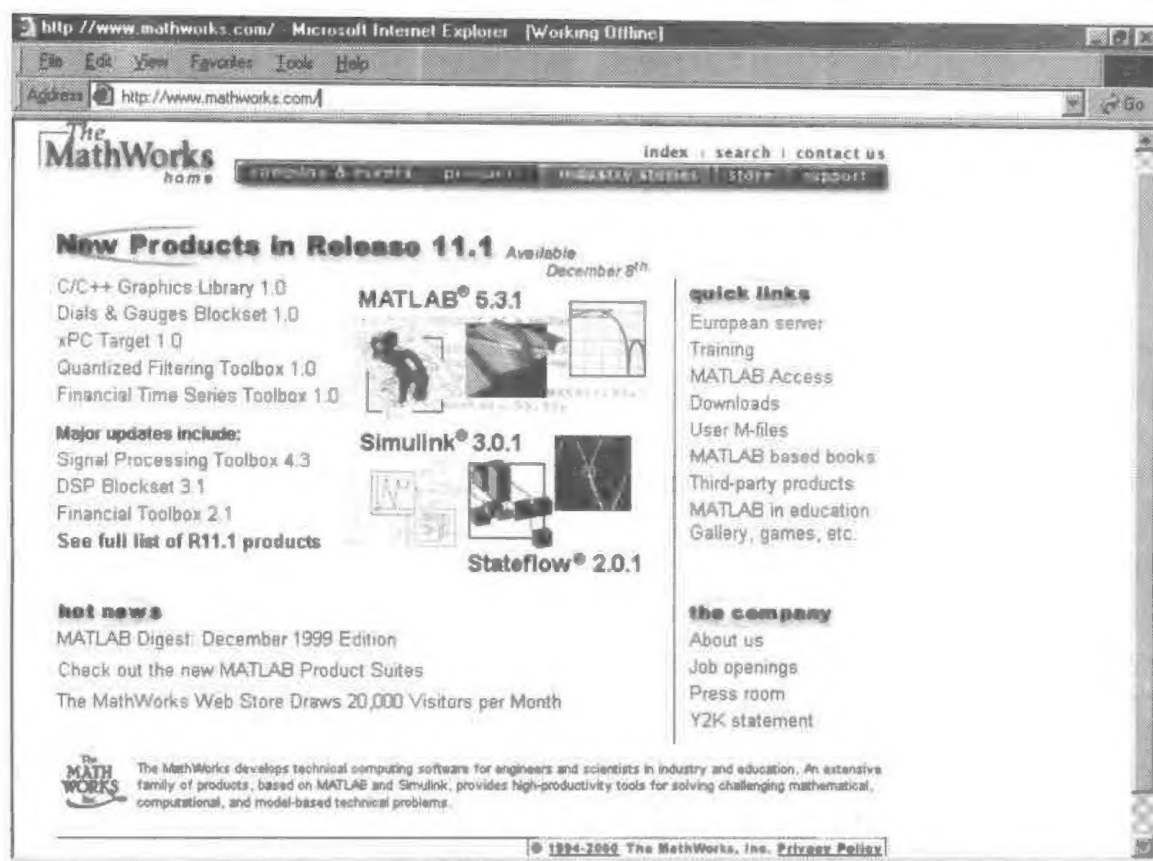 http //www.mathworks.com/ - Microsoft Internet Explorer [Working Offline]
File Edit View Favorites Tools Help
Address http://www.mathworks.com/ Go
The
MathWorks
home
index search contact us
company & events products industry stories store support
New Products in Release 11.1 Available
December 8th
C/C++ Graphics Library 1.0
Dials & Gauges Blockset 1.0
xPC Target 1.0
Quantized Filtering Toolbox 1.0
Financial Time Series Toolbox 1.0
Major updates include:
Signal Processing Toolbox 4.3
DSP Blockset 3.1
Financial Toolbox 2.1
See full list of R11.1 products
MATLAB® 5.3.1
Simulink® 3.0.1
Stateflow® 2.0.1
quick links
European server
Training
MATLAB Access
Downloads
User M-files
MATLAB based books
Third-party products
MATLAB in education
Gallery, games, etc.
hot news
MATLAB Digest: December 1999 Edition
Check out the new MATLAB Product Suites
The MathWorks Web Store Draws 20,000 Visitors per Month
the company
About us
Job openings
Press room
Y2K statement
The
MATH
WORKS
Inc.
The MathWorks develops technical computing software for engineers and scientists in industry and education. An extensive
family of products, based on MATLAB and Simulink, provides high-productivity tools for solving challenging mathematical,
computational, and model-based technical problems.
© 1994-2000 The MathWorks, Inc. Privacy Policy